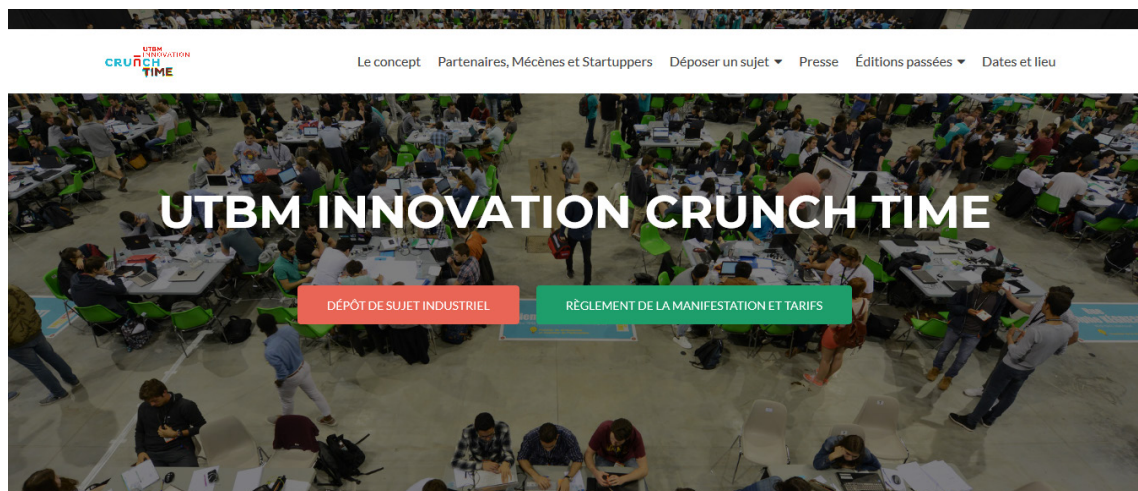 UTBM
INNOVATION
CRUNCH
TIME
Le concept
Partenaires, Mécènes et Startuppers
Déposer un sujet
Presse
Éditions passées
Dates et lieu
UTBM INNOVATION CRUNCH TIME
DÉPÔT DE SUJET INDUSTRIEL
RÈGLEMENT DE LA MANIFESTATION ET TARIFS